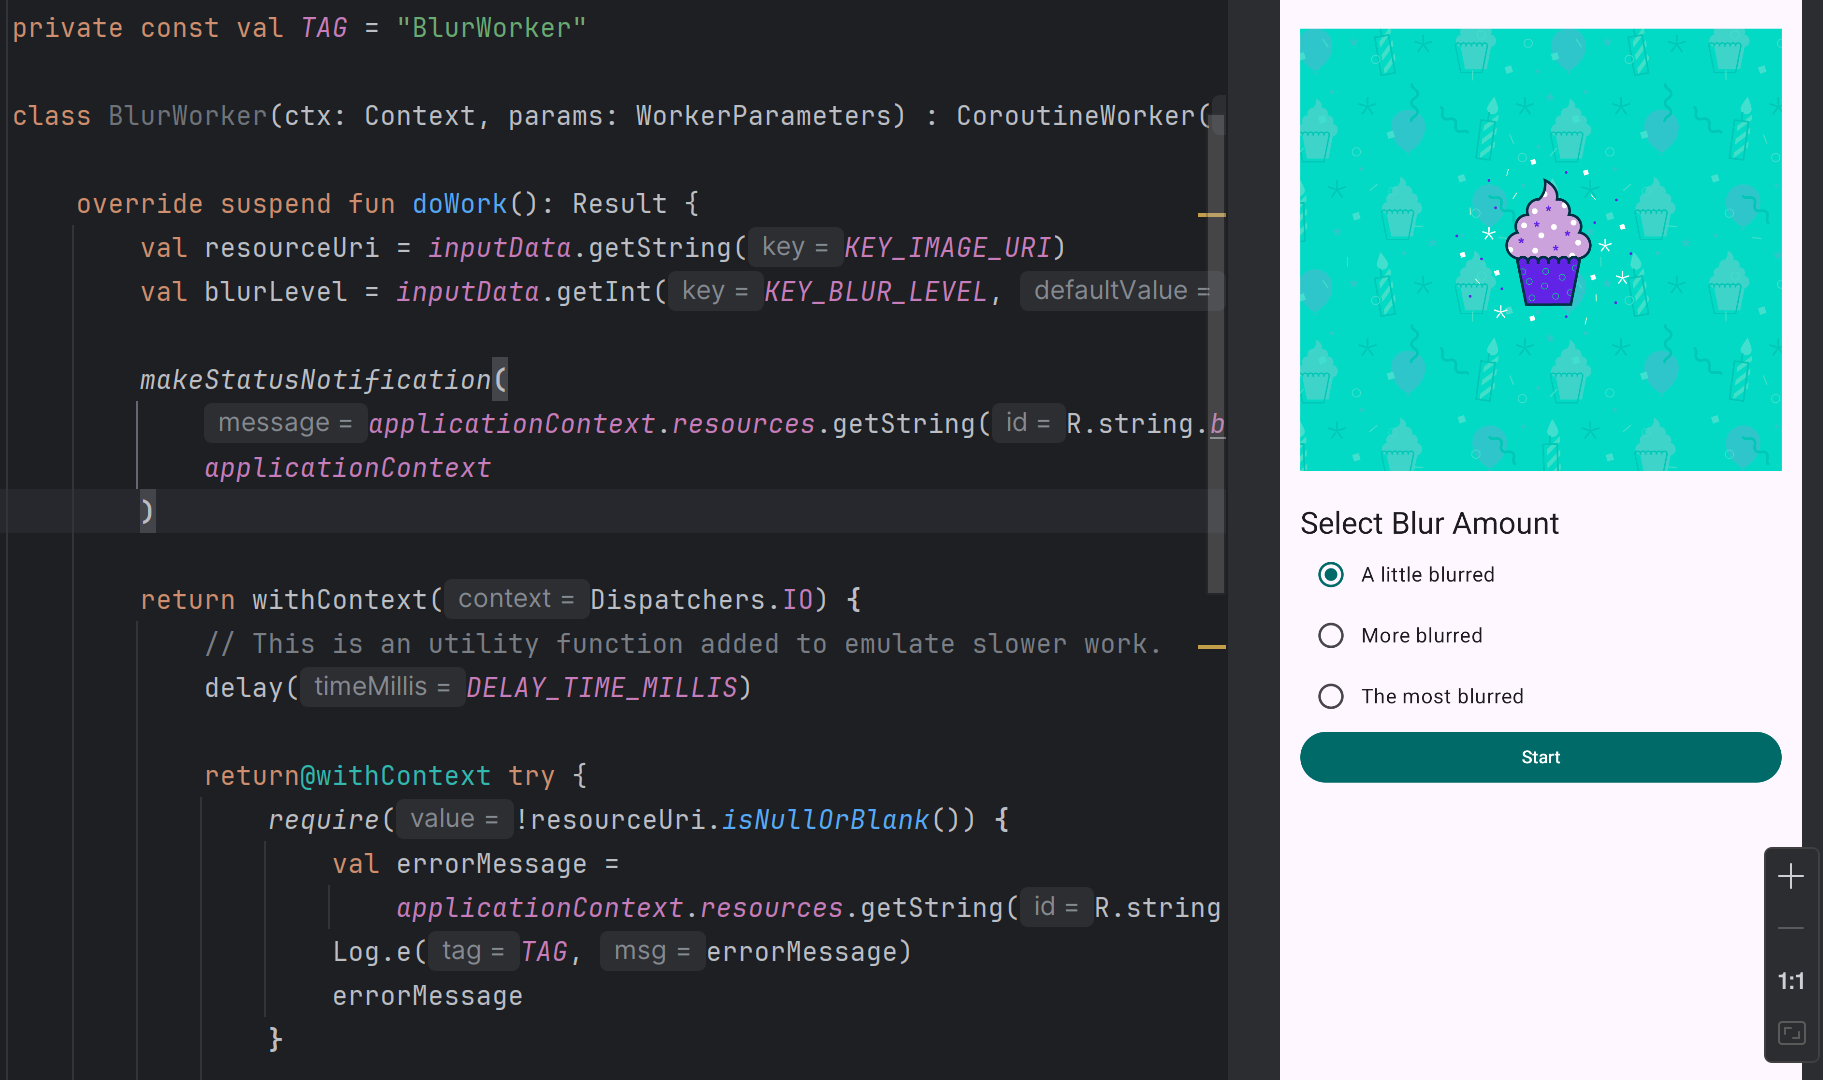 private const val TAG = "BlurWorker"
class BlurWorker(ctx: Context, params: WorkerParameters) : CoroutineWorker(
override suspend fun doWork(): Result {
val resourceUri = inputData.getString( key = KEY_IMAGE_URI)
val blurLevel = inputData.getInt( key = KEY_BLUR_LEVEL, defaultValue =
makeStatusNotification(
message = applicationContext.resources.getString( id = R.string.b
applicationContext
)
return withContext( context = Dispatchers.IO) {
// This is an utility function added to emulate slower work.
delay( timeMillis = DELAY_TIME_MILLIS)
return@withContext try {
require( value = !resourceUri.isNullOrBlank()) {
val errorMessage =
applicationContext.resources.getString( id = R.string
Log.e( tag = TAG, msg = errorMessage)
errorMessage
}
Select Blur Amount
A little blurred
More blurred
The most blurred
Start
1:1